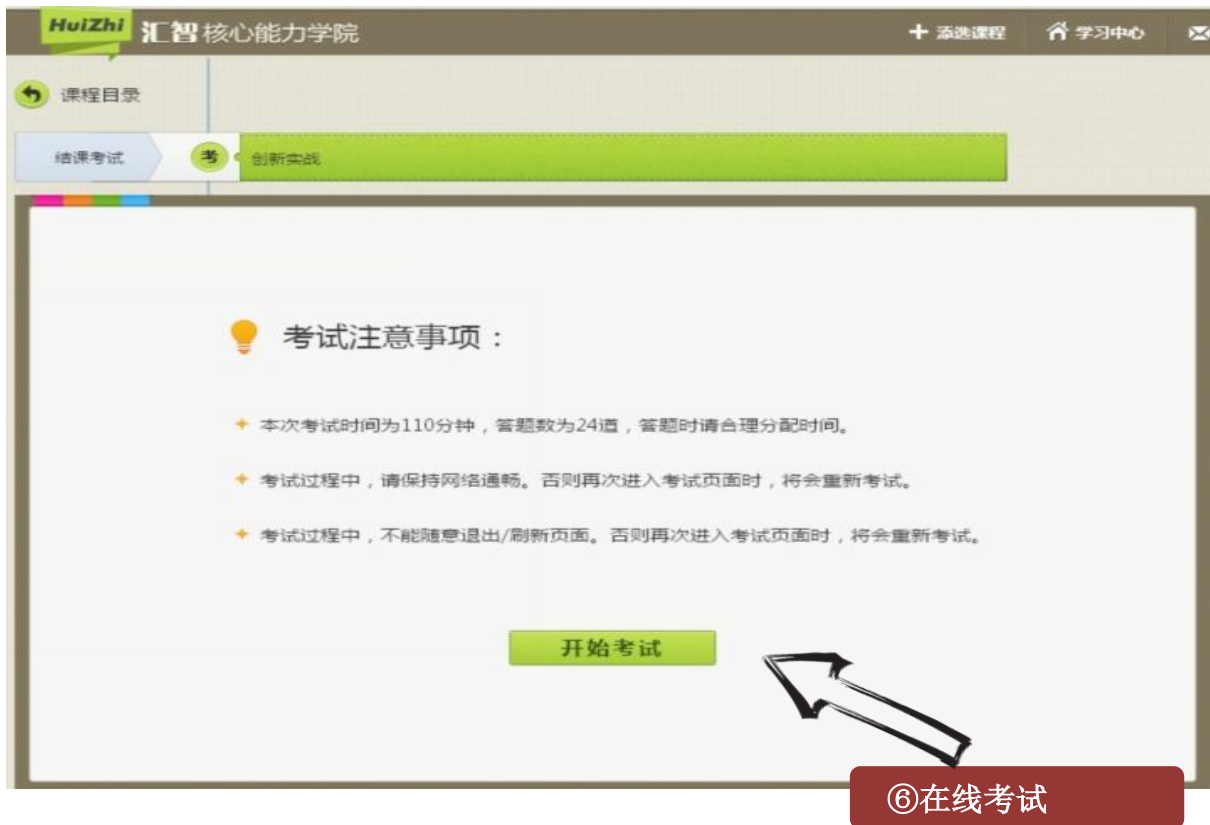 HuiZhi 汇智核心能力学院 添选课程 学习中心
课程目录
结课考试 考 创新实战
考试注意事项：
本次考试时间为110分钟，答题数为24道，答题时请合理分配时间。
考试过程中，请保持网络通畅。否则再次进入考试页面时，将会重新考试。
考试过程中，不能随意退出/刷新页面。否则再次进入考试页面时，将会重新考试。
开始考试
⑥在线考试